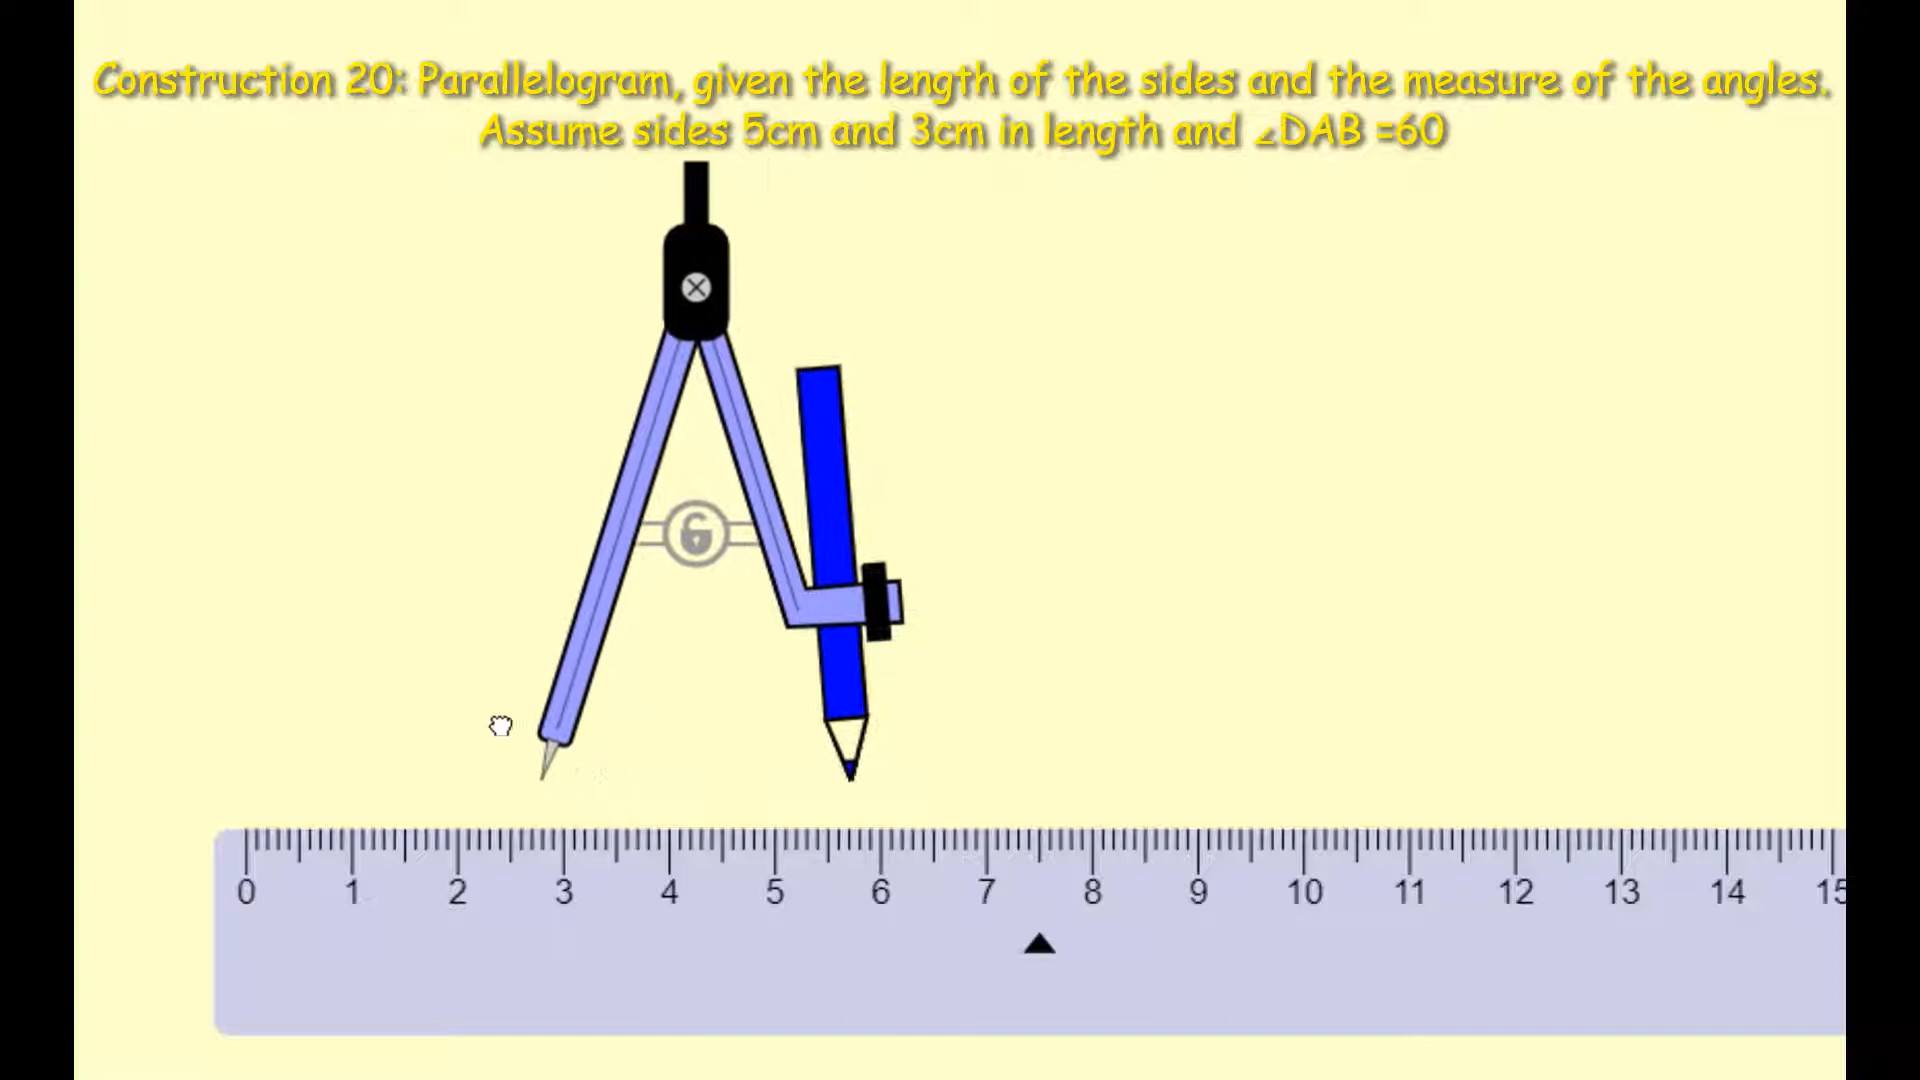 Construction 20: Parallelogram, given the length of the sides and the measure of the angles.
Assume sides 5cm and 3cm in length and ∠DAB =60
0 1 2 3 4 5 6 7 8 9 10 11 12 13 14 15